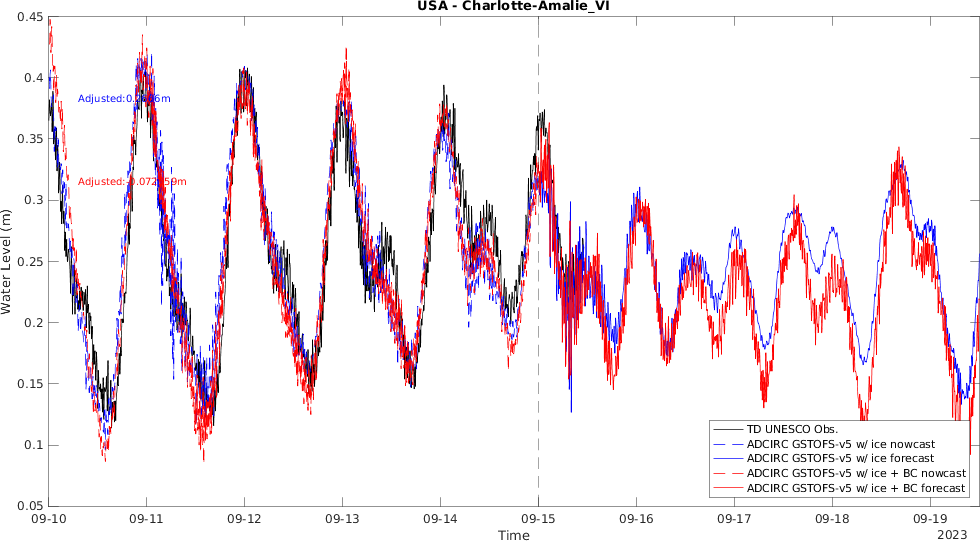 USA - Charlotte-Amalie_VI
Water Level (m)
0.45
0.4
0.35
0.3
0.25
0.2
0.15
0.1
0.05
TD UNESCO Obs.
ADCIRC GSTOFS-v5 w/ ice nowcast
ADCIRC GSTOFS-v5 w/ ice forecast
ADCIRC GSTOFS-v5 w/ ice + BC nowcast
ADCIRC GSTOFS-v5 w/ ice + BC forecast
09-10 09-11 09-12 09-13 09-14 09-15 09-16 09-17 09-18 09-19
Time
2023